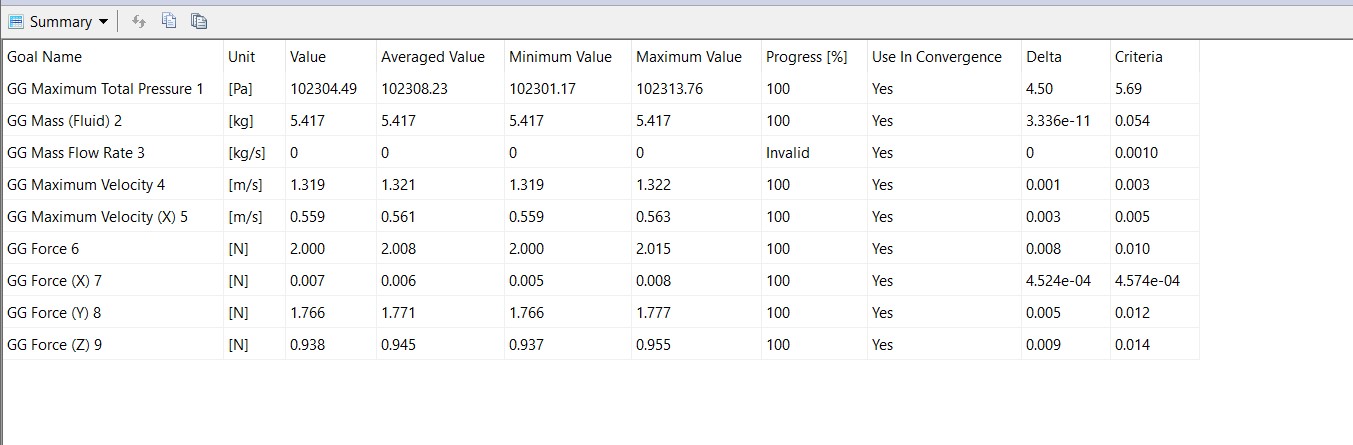 Summary
Goal Name Unit Value Averaged Value Minimum Value Maximum Value Progress [%] Use In Convergence Delta Criteria
GG Maximum Total Pressure 1 [Pa] 102304.49 102308.23 102301.17 102313.76 100 Yes 4.50 5.69
GG Mass (Fluid) 2 [kg] 5.417 5.417 5.417 5.417 100 Yes 3.336e-11 0.054
GG Mass Flow Rate 3 [kg/s] 0 0 0 0 Invalid Yes 0 0.0010
GG Maximum Velocity 4 [m/s] 1.319 1.321 1.319 1.322 100 Yes 0.001 0.003
GG Maximum Velocity (X) 5 [m/s] 0.559 0.561 0.559 0.563 100 Yes 0.003 0.005
GG Force 6 [N] 2.000 2.008 2.000 2.015 100 Yes 0.008 0.010
GG Force (X) 7 [N] 0.007 0.006 0.005 0.008 100 Yes 4.524e-04 4.574e-04
GG Force (Y) 8 [N] 1.766 1.771 1.766 1.777 100 Yes 0.005 0.012
GG Force (Z) 9 [N] 0.938 0.945 0.937 0.955 100 Yes 0.009 0.014